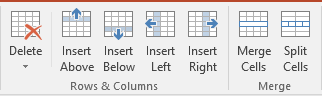 Delete Insert Insert Insert Insert Merge Split
Above Below Left Right Cells Cells
Rows & Columns Merge